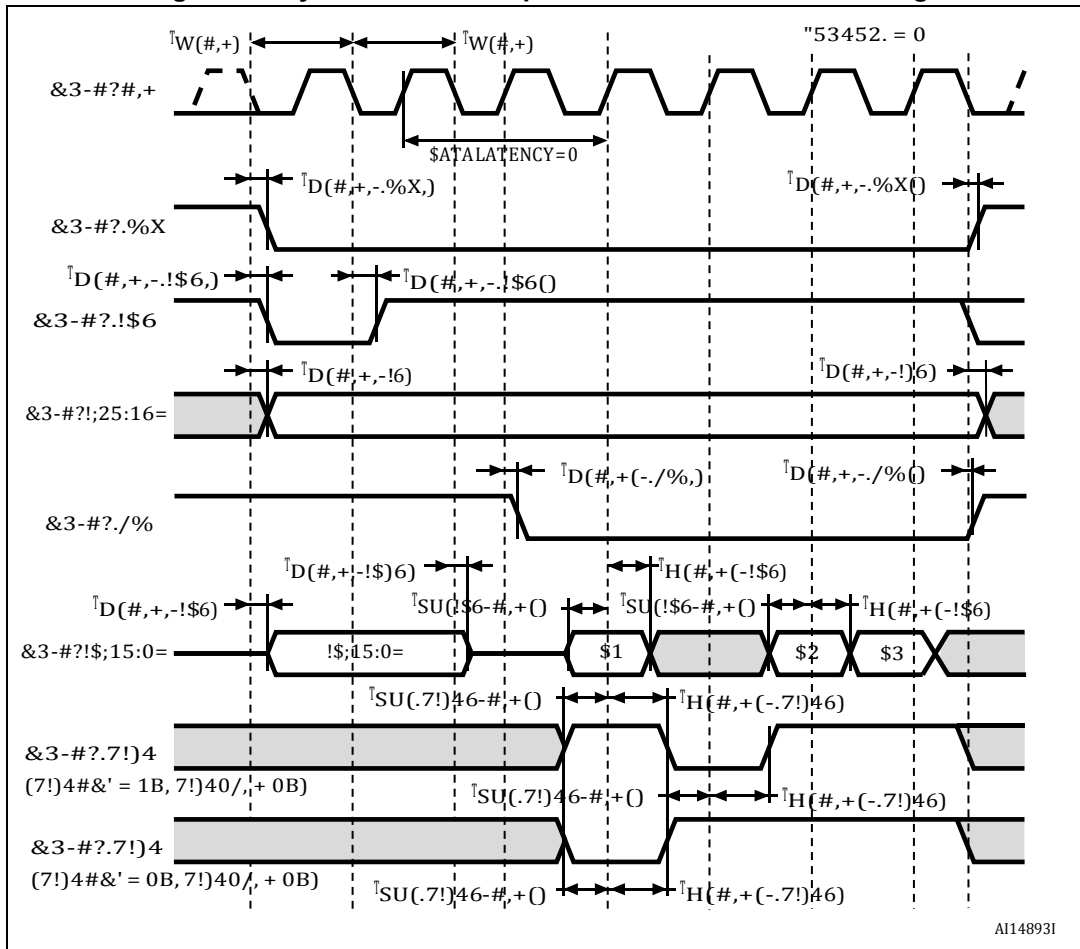 TW(#,+) TW(#,+) "53452. = 0
&3-#?#,+
$ATALATENCY=0
TD(#,+,-.%X,) TD(#,+,-.%X()
&3-#?.%X
TD(#,+,-.!$6,) TD(#,+,-.!$6()
&3-#?.!$6
TD(#,+,-!6) TD(#,+,-!)6)
&3-#?!;25:16=
TD(#,+(-./%,) TD(#,+,-./%()
&3-#?./%
TD(#,+,-!$)6) TH(#,+(-!$6)
TD(#,+,-!$6) TSU(!$6-#,+() TSU(!$6-#,+() TH(#,+(-!$6)
&3-#?!$;15:0= !$;15:0= $1 $2 $3
TSU(.7!)46-#,+() TH(#,+(-.7!)46)
&3-#?.7!)4
(7!)4#&' = 1B, 7!)40/, + 0B)
TSU(.7!)46-#,+() TH(#,+(-.7!)46)
&3-#?.7!)4
(7!)4#&' = 0B, 7!)40/, + 0B)
TSU(.7!)46-#,+() TH(#,+(-.7!)46)
AI14893I